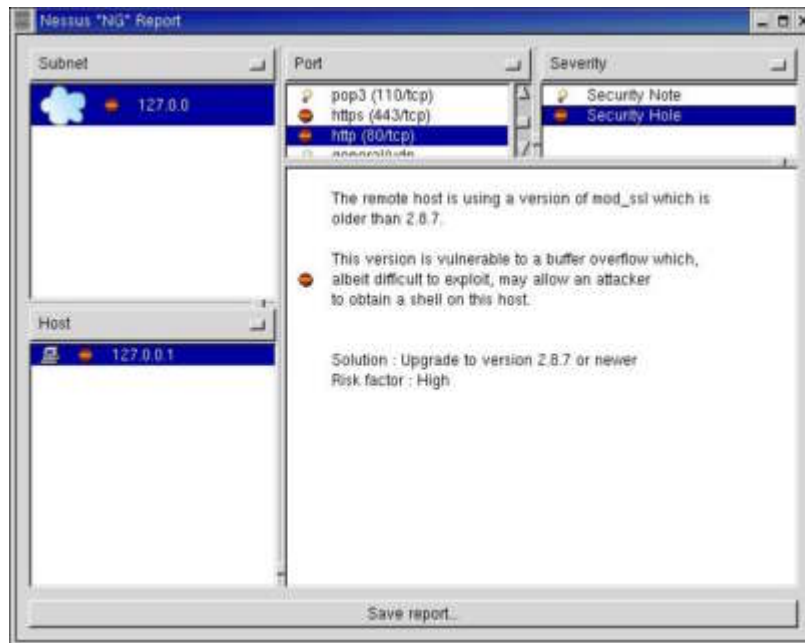 Nessus "NG" Report
Subnet
127.0.0
Port
pop3 (110/tcp)
https (443/tcp)
http (80/tcp)
general/udp
Severity
Security Note
Security Hole
The remote host is using a version of mod_ssl which is
older than 2.8.7.
This version is vulnerable to a buffer overflow which,
albeit difficult to exploit, may allow an attacker
to obtain a shell on this host.
Solution : Upgrade to version 2.8.7 or newer
Risk factor : High
Host
127.0.0.1
Save report...